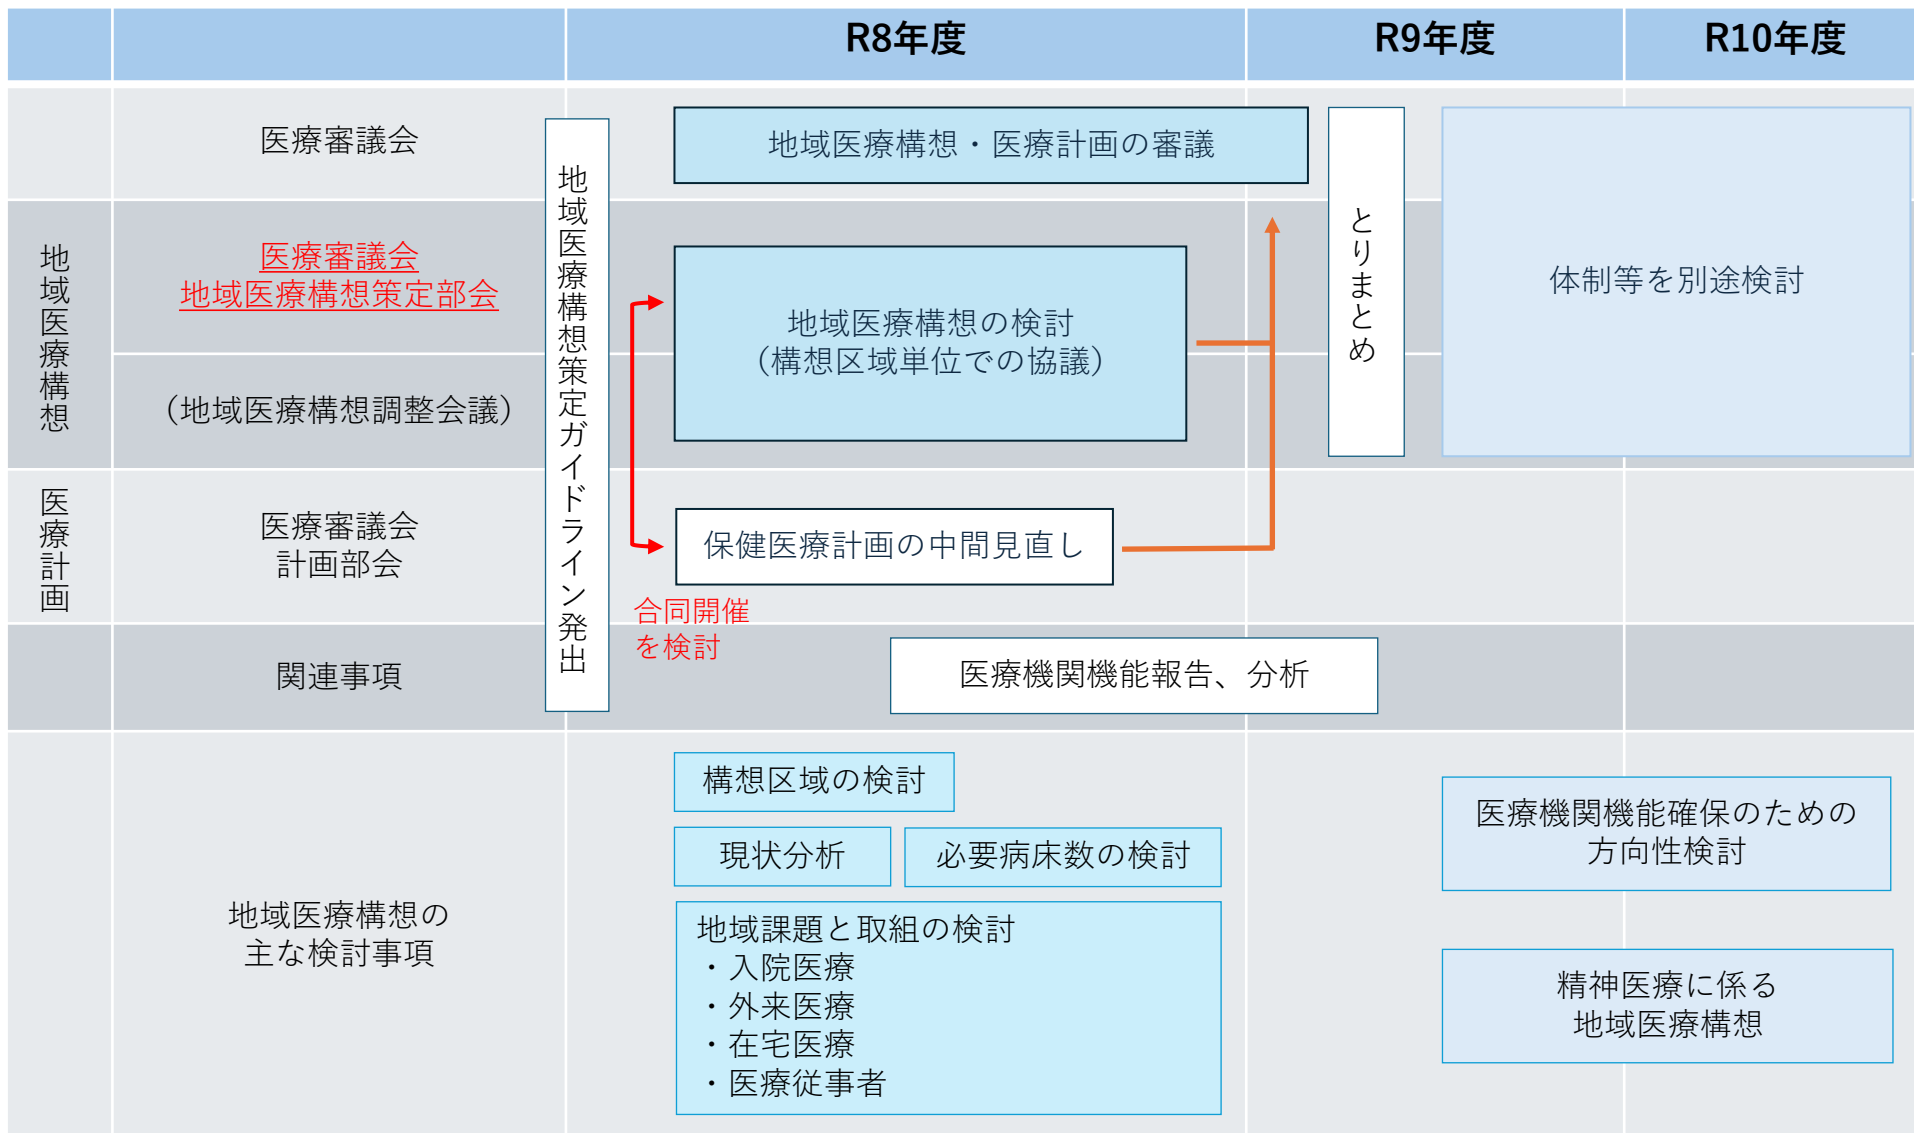 R8年度
R9年度
R10年度
医療審議会
地域医療構想・医療計画の審議
地域医療構想
医療審議会
地域医療構想策定部会
(地域医療構想調整会議)
地域医療構想策定ガイドライン発出
地域医療構想の検討
(構想区域単位での協議)
とりまとめ
体制等を別途検討
医療計画
医療審議会
計画部会
保健医療計画の中間見直し
合同開催
を検討
関連事項
医療機関機能報告、分析
地域医療構想の
主な検討事項
構想区域の検討
現状分析
必要病床数の検討
地域課題と取組の検討
・入院医療
・外来医療
・在宅医療
・医療従事者
医療機関機能確保のための
方向性検討
精神医療に係る
地域医療構想